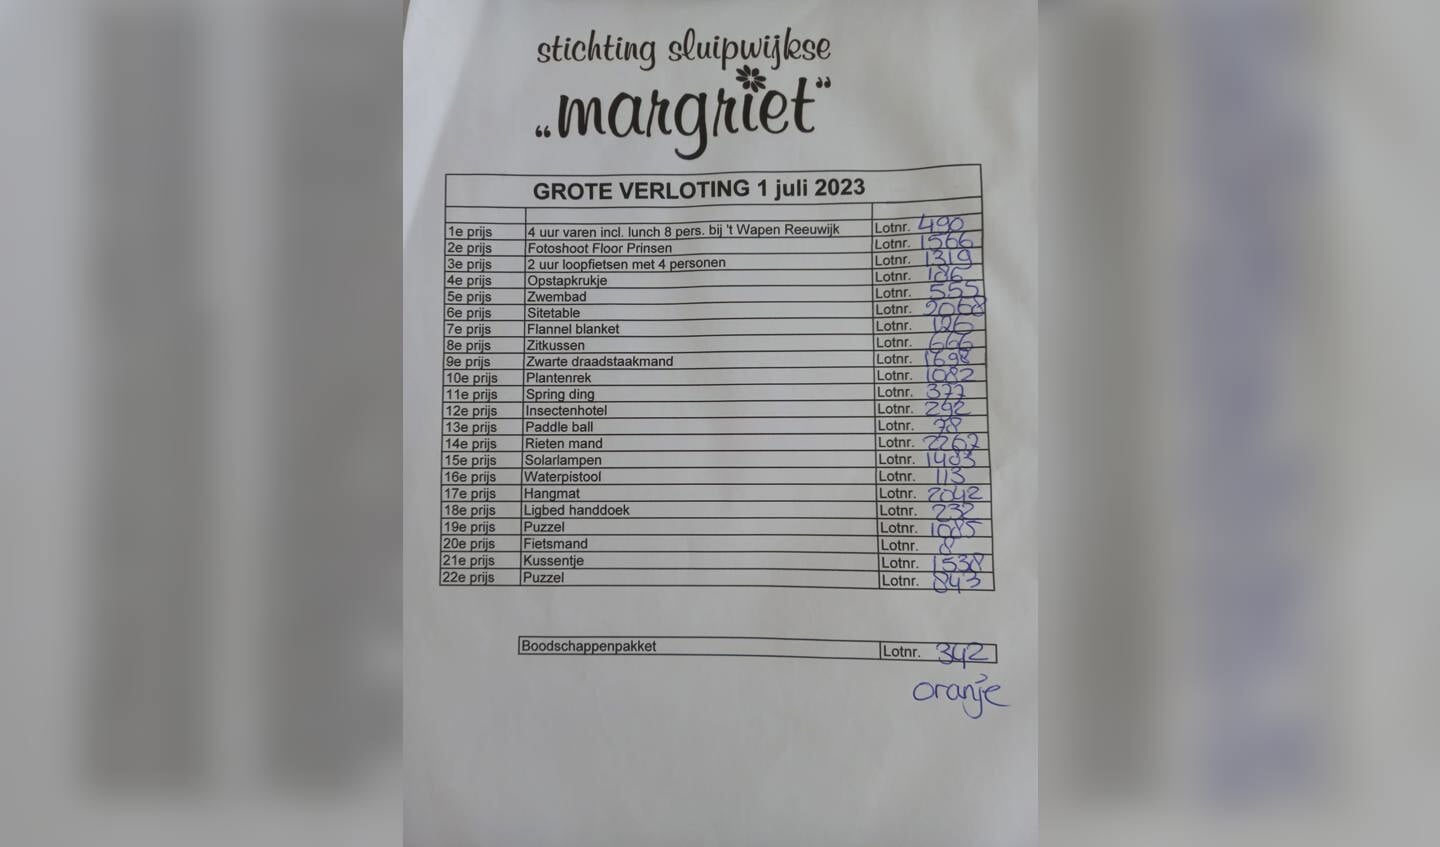 stichting sluipwijkse
„margriet”
GROTE VERLOTING 1 juli 2023
1e prijs 4 uur varen incl. lunch 8 pers. bij 't Wapen Reeuwijk Lotnr. 490
2e prijs Fotoshoot Floor Prinsen Lotnr. 1566
3e prijs 2 uur loopfietsen met 4 personen Lotnr. 1319
4e prijs Opstapkrukje Lotnr. 186
5e prijs Zwembad Lotnr. 555
6e prijs Sitetable Lotnr. 2068
7e prijs Flannel blanket Lotnr. 126
8e prijs Zitkussen Lotnr. 666
9e prijs Zwarte draadstaakmand Lotnr. 1698
10e prijs Plantenrek Lotnr. 1082
11e prijs Spring ding Lotnr. 377
12e prijs Insectenhotel Lotnr. 292
13e prijs Paddle ball Lotnr. 78
14e prijs Rieten mand Lotnr. 2267
15e prijs Solarlampen Lotnr. 1483
16e prijs Waterpistool Lotnr. 113
17e prijs Hangmat Lotnr. 2042
18e prijs Ligbed handdoek Lotnr. 232
19e prijs Puzzel Lotnr. 1085
20e prijs Fietsmand Lotnr. 8
21e prijs Kussentje Lotnr. 1538
22e prijs Puzzel Lotnr. 843
Boodschappenpakket Lotnr. 342
oranje